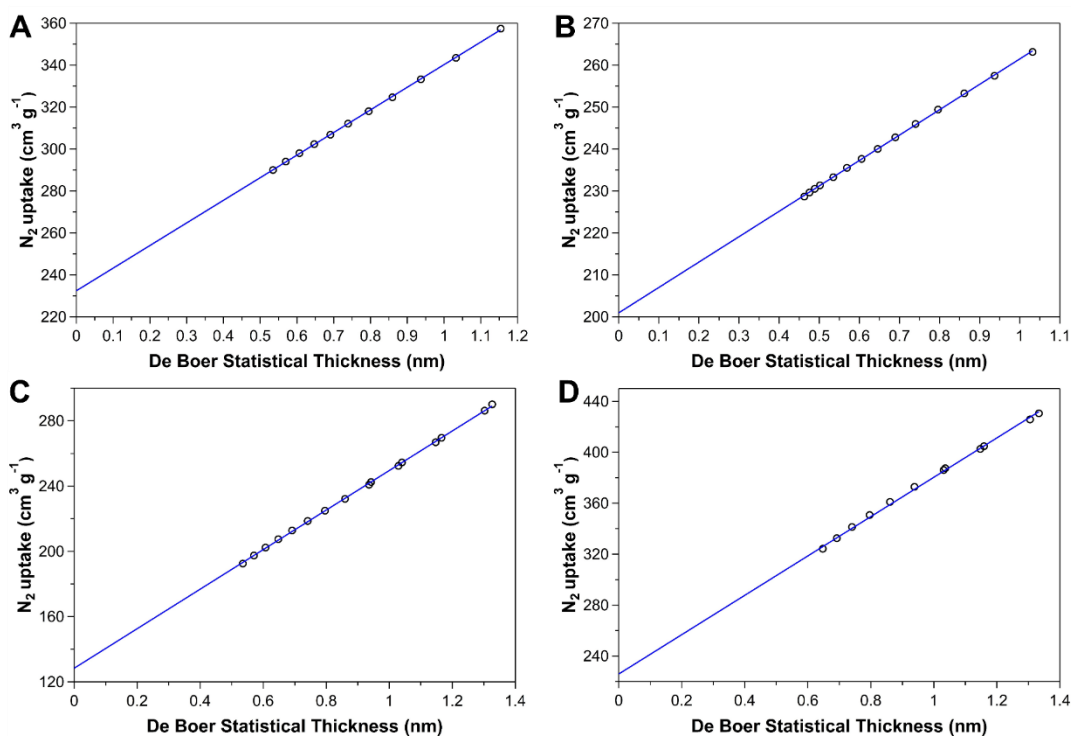 A
N₂ uptake (cm³ g⁻¹)
360
340
320
300
280
260
240
220
0 0.1 0.2 0.3 0.4 0.5 0.6 0.7 0.8 0.9 1 1.1 1.2
De Boer Statistical Thickness (nm)
B
N₂ uptake (cm³ g⁻¹)
270
260
250
240
230
220
210
200
0 0.1 0.2 0.3 0.4 0.5 0.6 0.7 0.8 0.9 1 1.1
De Boer Statistical Thickness (nm)
C
N₂ uptake (cm³ g⁻¹)
280
240
200
160
120
0 0.2 0.4 0.6 0.8 1 1.2 1.4
De Boer Statistical Thickness (nm)
D
N₂ uptake (cm³ g⁻¹)
440
400
360
320
280
240
0 0.2 0.4 0.6 0.8 1 1.2 1.4
De Boer Statistical Thickness (nm)